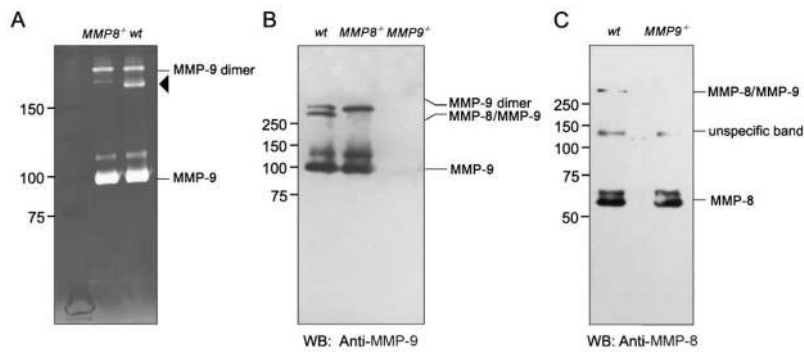 A
MMP8-/- wt
MMP-9 dimer
150
100
MMP-9
75
B
wt MMP8-/- MMP9-/-
MMP-9 dimer
MMP-8/MMP-9
250
150
100
MMP-9
75
WB: Anti-MMP-9
C
wt MMP9-/-
MMP-8/MMP-9
250
150
unspecific band
100
75
MMP-8
50
WB: Anti-MMP-8